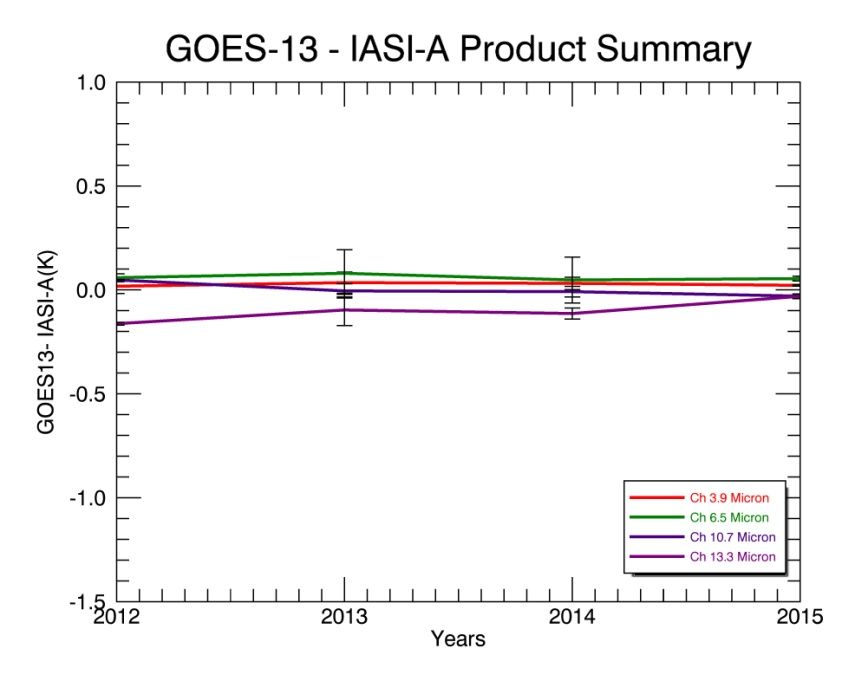 GOES-13 - IASI-A Product Summary
1.0
0.5
0.0
-0.5
-1.0
-1.5
GOES13- IASI-A(K)
Ch 3.9 Micron
Ch 6.5 Micron
Ch 10.7 Micron
Ch 13.3 Micron
2012 2013 2014 2015
Years